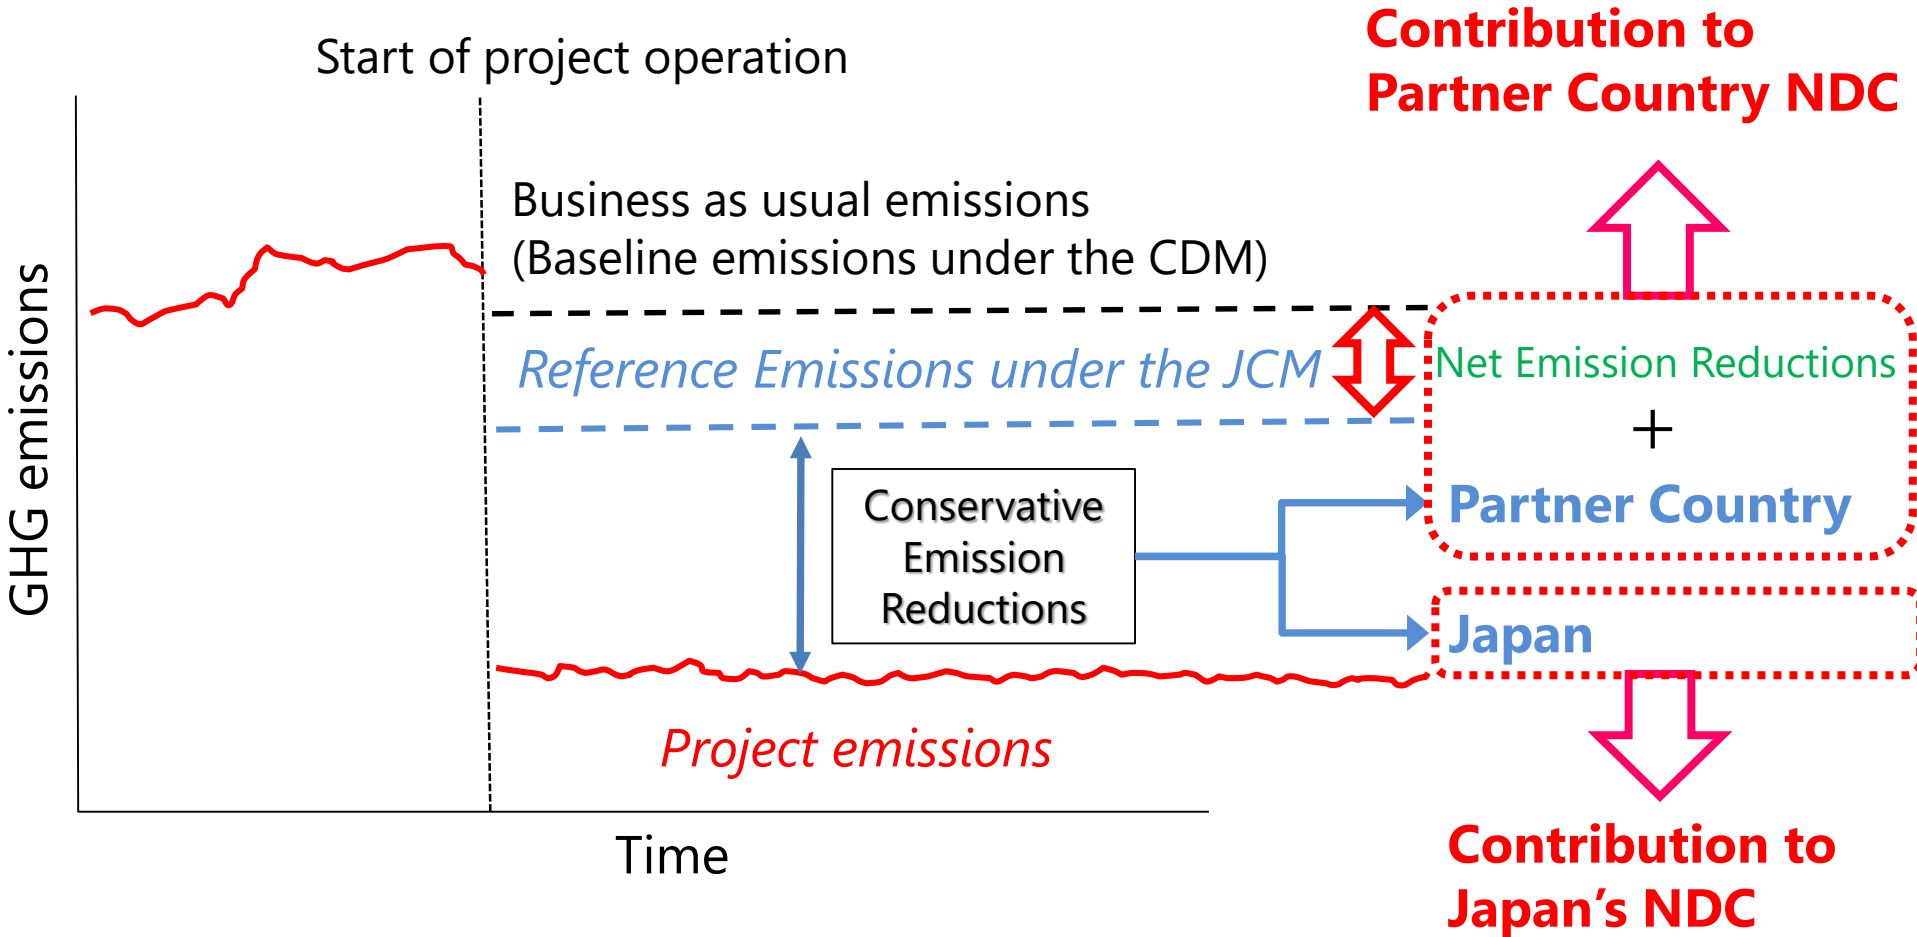 Contribution to
Partner Country NDC
Start of project operation
Business as usual emissions
(Baseline emissions under the CDM)
Reference Emissions under the JCM
Net Emission Reductions
+
Partner Country
Conservative
Emission
Reductions
Japan
GHG emissions
Project emissions
Time
Contribution to
Japan’s NDC